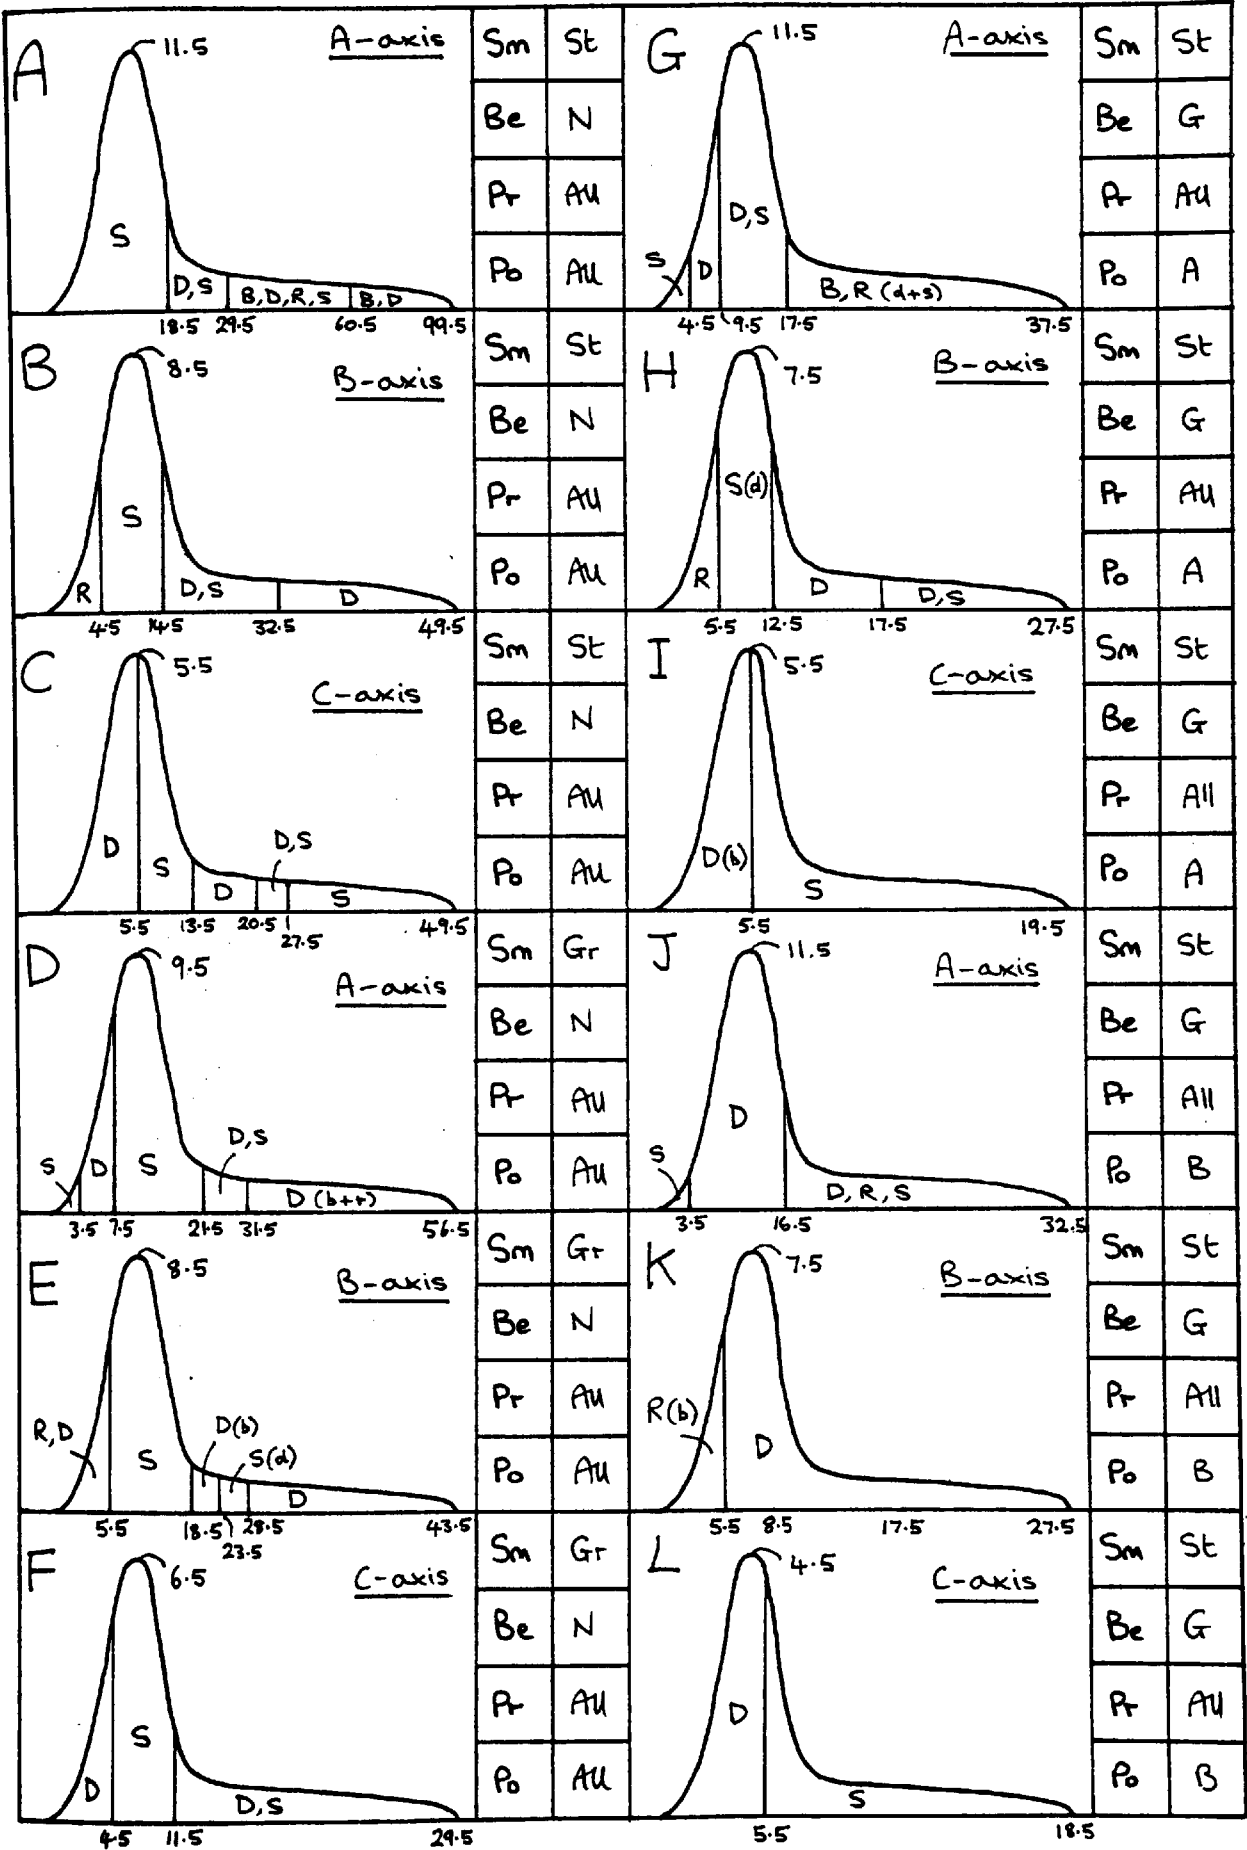 A
11.5
A-axis
S
D,S
B,D,R,S
B,D
18.5 29.5 60.5 99.5
Sm St
Be N
Pr All
Po All
B
8.5
B-axis
R
S
D,S
D
4.5 14.5 32.5 49.5
Sm St
Be N
Pr All
Po All
C
5.5
C-axis
D
S
D
D,S
S
5.5 13.5 20.5 27.5 49.5
Sm St
Be N
Pr All
Po All
D
9.5
A-axis
S
D
S
D,S
D (b+r)
3.5 7.5 21.5 31.5 56.5
Sm Gr
Be N
Pr All
Po All
E
8.5
B-axis
R,D
S
D(b)
S(d)
D
5.5 18.5 23.5 28.5 43.5
Sm Gr
Be N
Pr All
Po All
F
6.5
C-axis
D
S
D,S
4.5 11.5 29.5
Sm Gr
Be N
Pr All
Po All
G
11.5
A-axis
S
D
D,S
B,R (d+s)
4.5 9.5 17.5 37.5
Sm St
Be G
Pr All
Po A
H
7.5
B-axis
R
S(d)
D
D,S
5.5 12.5 17.5 27.5
Sm St
Be G
Pr All
Po A
I
5.5
C-axis
D(b)
S
5.5 19.5
Sm St
Be G
Pr All
Po A
J
11.5
A-axis
S
D
D,R,S
3.5 16.5 32.5
Sm St
Be G
Pr All
Po B
K
7.5
B-axis
R(b)
D
5.5 8.5 17.5 27.5
Sm St
Be G
Pr All
Po B
L
4.5
C-axis
D
S
5.5 18.5
Sm St
Be G
Pr All
Po B